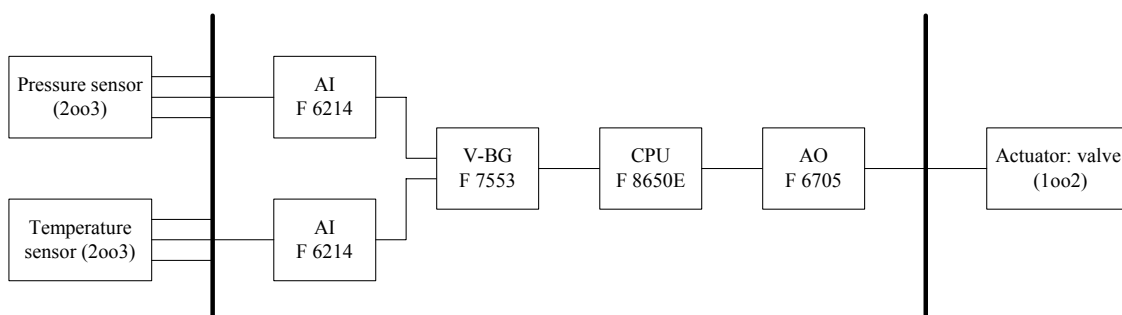 Pressure sensor
(2oo3)
AI
F 6214
V-BG
F 7553
CPU
F 8650E
AO
F 6705
Actuator: valve
(1oo2)
Temperature
sensor (2oo3)
AI
F 6214